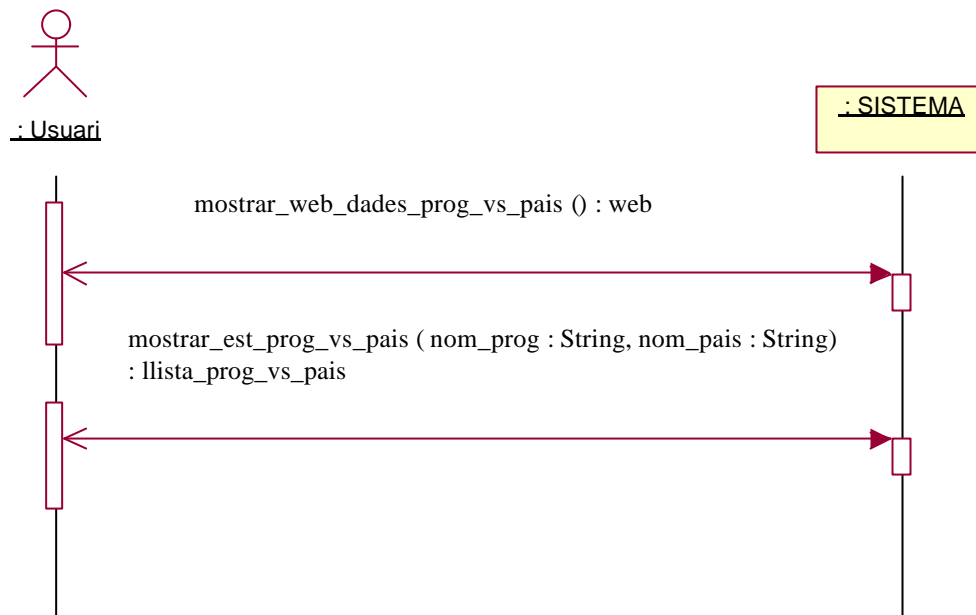 : Usuari
: SISTEMA
mostrar_web_dades_prog_vs_pais () : web
mostrar_est_prog_vs_pais ( nom_prog : String, nom_pais : String)
: llista_prog_vs_pais